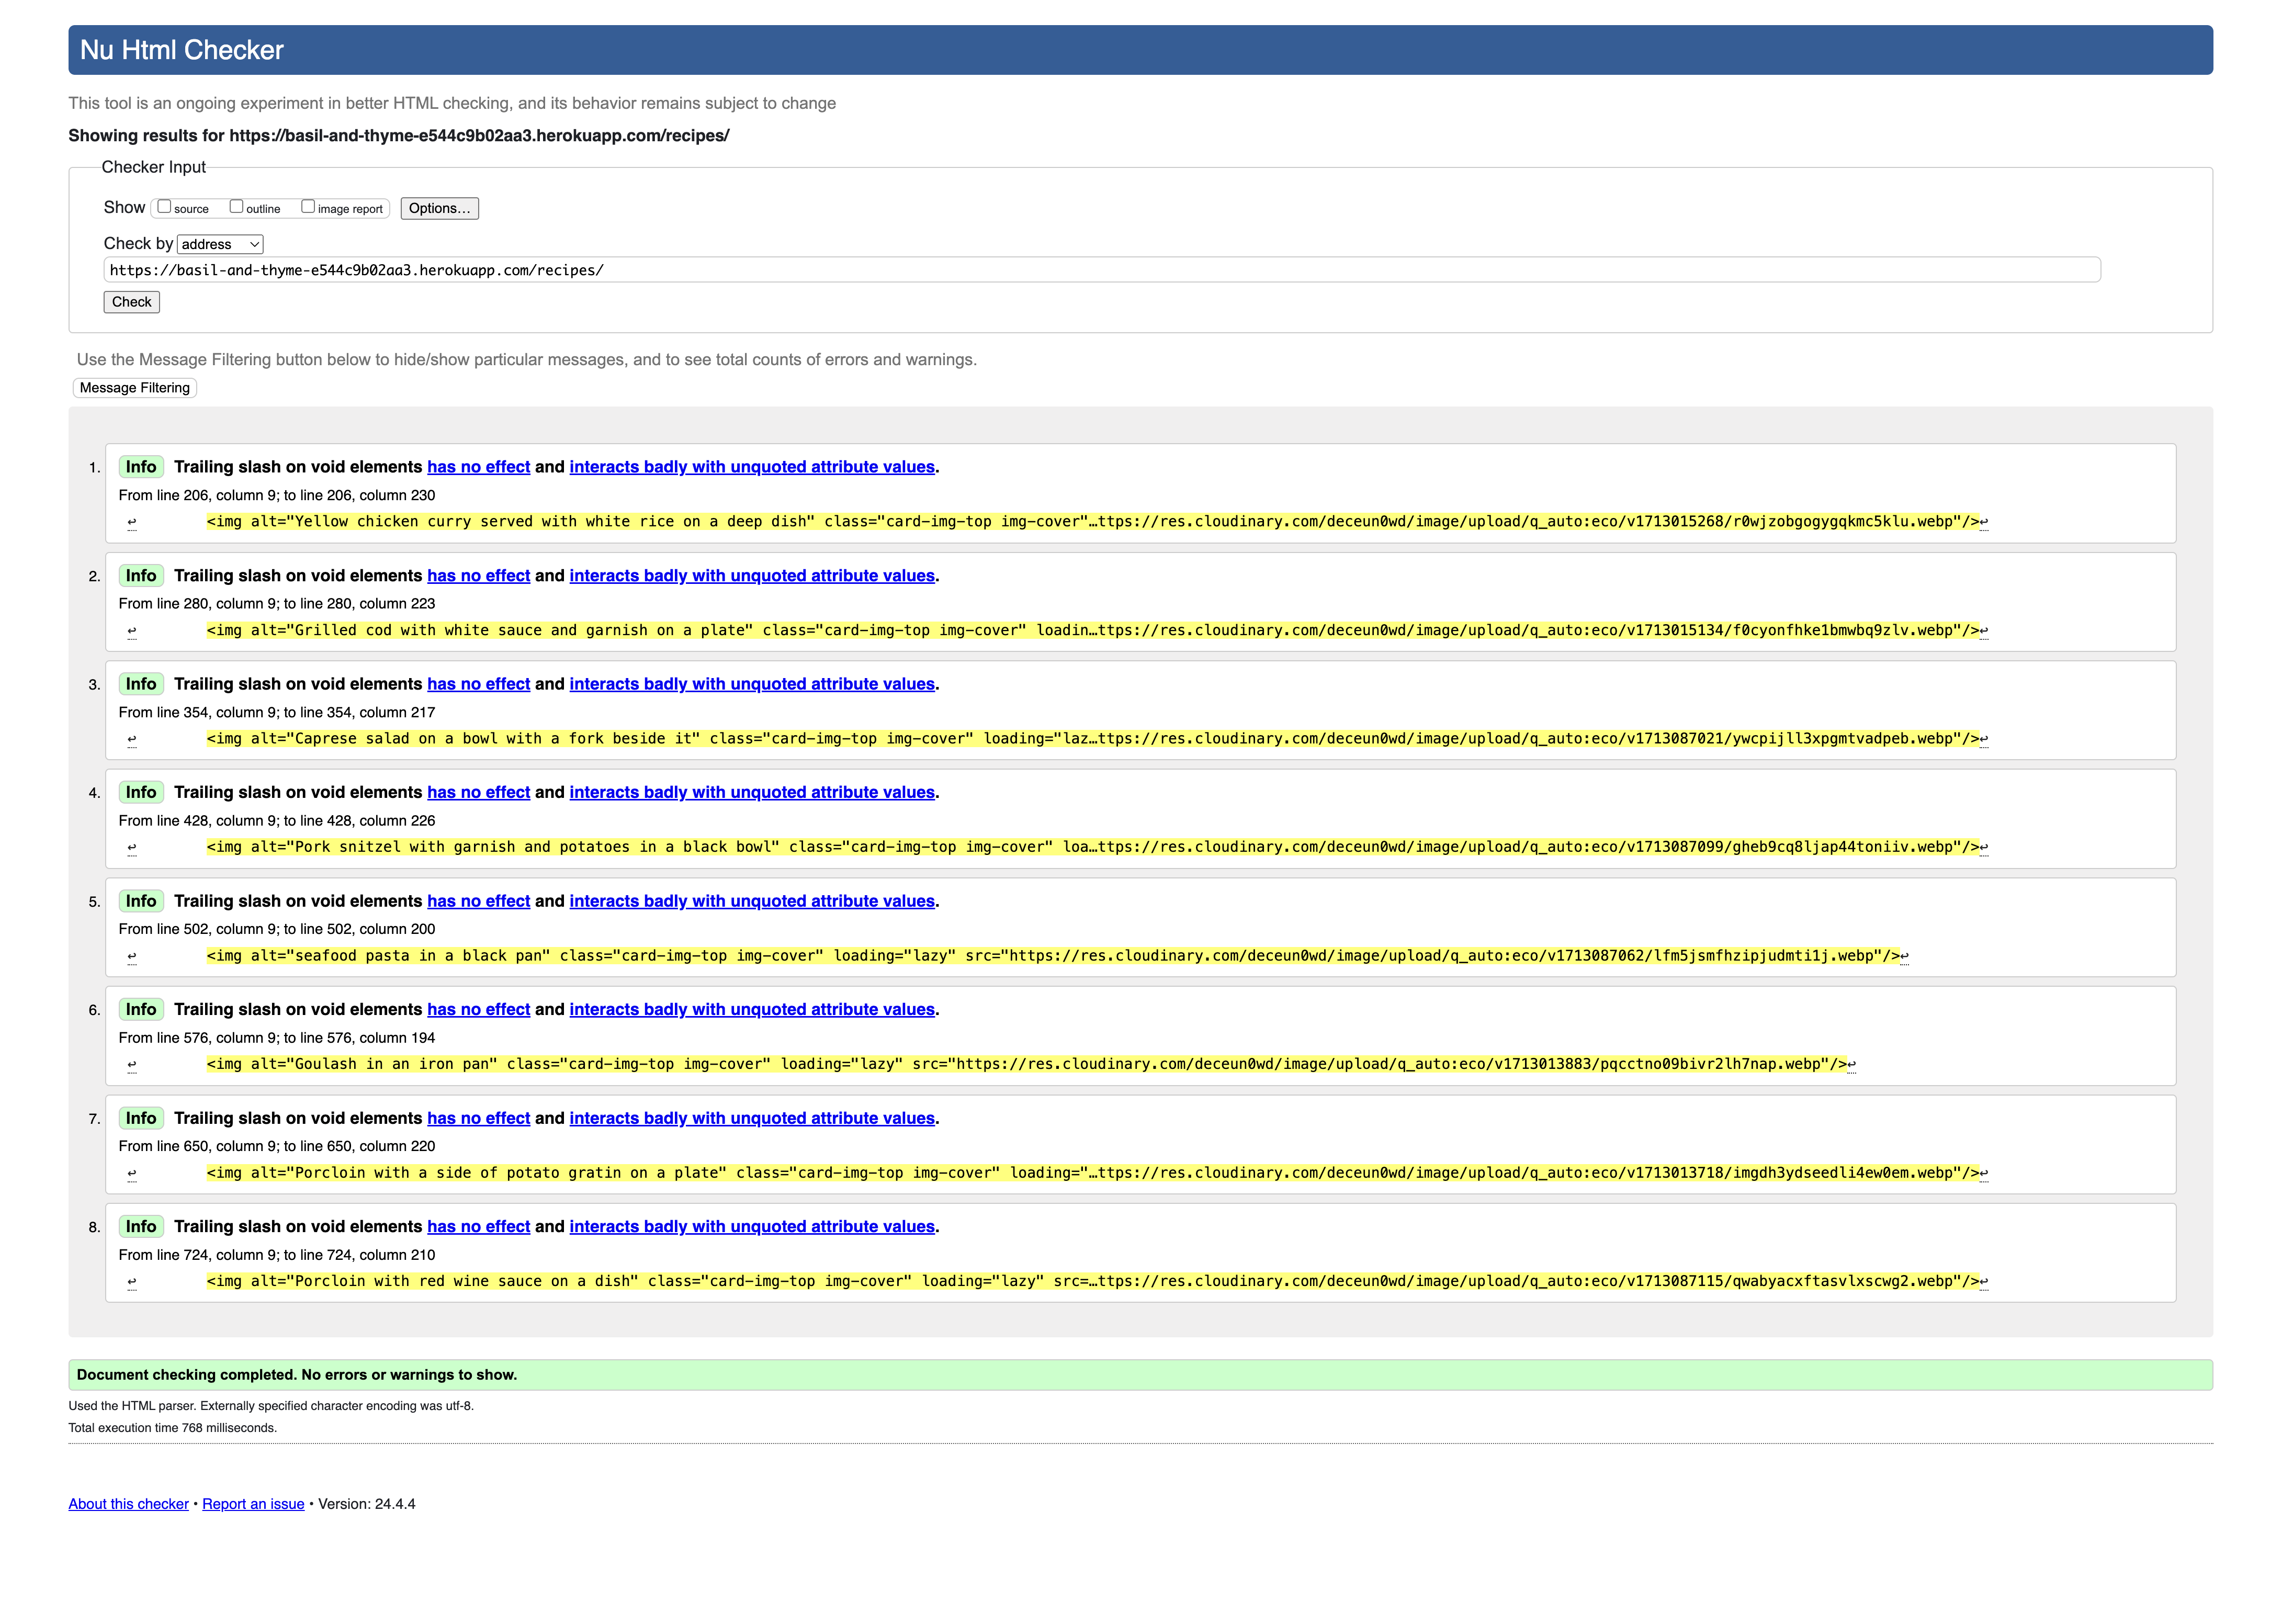 Nu Html Checker
This tool is an ongoing experiment in better HTML checking, and its behavior remains subject to change
Showing results for https://basil-and-thyme-e544c9b02aa3.herokuapp.com/recipes/
Checker Input
Show source outline image report Options…
Check by address
https://basil-and-thyme-e544c9b02aa3.herokuapp.com/recipes/
Check
Use the Message Filtering button below to hide/show particular messages, and to see total counts of errors and warnings.
Message Filtering
1. Info Trailing slash on void elements has no effect and interacts badly with unquoted attribute values.
From line 206, column 9; to line 206, column 230
↩ <img alt="Yellow chicken curry served with white rice on a deep dish" class="card-img-top img-cover"…ttps://res.cloudinary.com/deceun0wd/image/upload/q_auto:eco/v1713015268/r0wjzobgogygqkmc5klu.webp"/>↩
2. Info Trailing slash on void elements has no effect and interacts badly with unquoted attribute values.
From line 280, column 9; to line 280, column 223
↩ <img alt="Grilled cod with white sauce and garnish on a plate" class="card-img-top img-cover" loadin…ttps://res.cloudinary.com/deceun0wd/image/upload/q_auto:eco/v1713015134/f0cyonfhke1bmwbq9zlv.webp"/>↩
3. Info Trailing slash on void elements has no effect and interacts badly with unquoted attribute values.
From line 354, column 9; to line 354, column 217
↩ <img alt="Caprese salad on a bowl with a fork beside it" class="card-img-top img-cover" loading="laz…ttps://res.cloudinary.com/deceun0wd/image/upload/q_auto:eco/v1713087021/ywcpijll3xpgmtvadpeb.webp"/>↩
4. Info Trailing slash on void elements has no effect and interacts badly with unquoted attribute values.
From line 428, column 9; to line 428, column 226
↩ <img alt="Pork snitzel with garnish and potatoes in a black bowl" class="card-img-top img-cover" loa…ttps://res.cloudinary.com/deceun0wd/image/upload/q_auto:eco/v1713087099/gheb9cq8ljap44toniiv.webp"/>↩
5. Info Trailing slash on void elements has no effect and interacts badly with unquoted attribute values.
From line 502, column 9; to line 502, column 200
↩ <img alt="seafood pasta in a black pan" class="card-img-top img-cover" loading="lazy" src="https://res.cloudinary.com/deceun0wd/image/upload/q_auto:eco/v1713087062/lfm5jsmfhzipjudmti1j.webp"/>↩
6. Info Trailing slash on void elements has no effect and interacts badly with unquoted attribute values.
From line 576, column 9; to line 576, column 194
↩ <img alt="Goulash in an iron pan" class="card-img-top img-cover" loading="lazy" src="https://res.cloudinary.com/deceun0wd/image/upload/q_auto:eco/v1713013883/pqcctno09bivr2lh7nap.webp"/>↩
7. Info Trailing slash on void elements has no effect and interacts badly with unquoted attribute values.
From line 650, column 9; to line 650, column 220
↩ <img alt="Porcloin with a side of potato gratin on a plate" class="card-img-top img-cover" loading="…ttps://res.cloudinary.com/deceun0wd/image/upload/q_auto:eco/v1713013718/imgdh3ydseedli4ew0em.webp"/>↩
8. Info Trailing slash on void elements has no effect and interacts badly with unquoted attribute values.
From line 724, column 9; to line 724, column 210
↩ <img alt="Porcloin with red wine sauce on a dish" class="card-img-top img-cover" loading="lazy" src=…ttps://res.cloudinary.com/deceun0wd/image/upload/q_auto:eco/v1713087115/qwabyacxftasvlxscwg2.webp"/>↩
Document checking completed. No errors or warnings to show.
Used the HTML parser. Externally specified character encoding was utf-8.
Total execution time 768 milliseconds.
About this checker • Report an issue • Version: 24.4.4